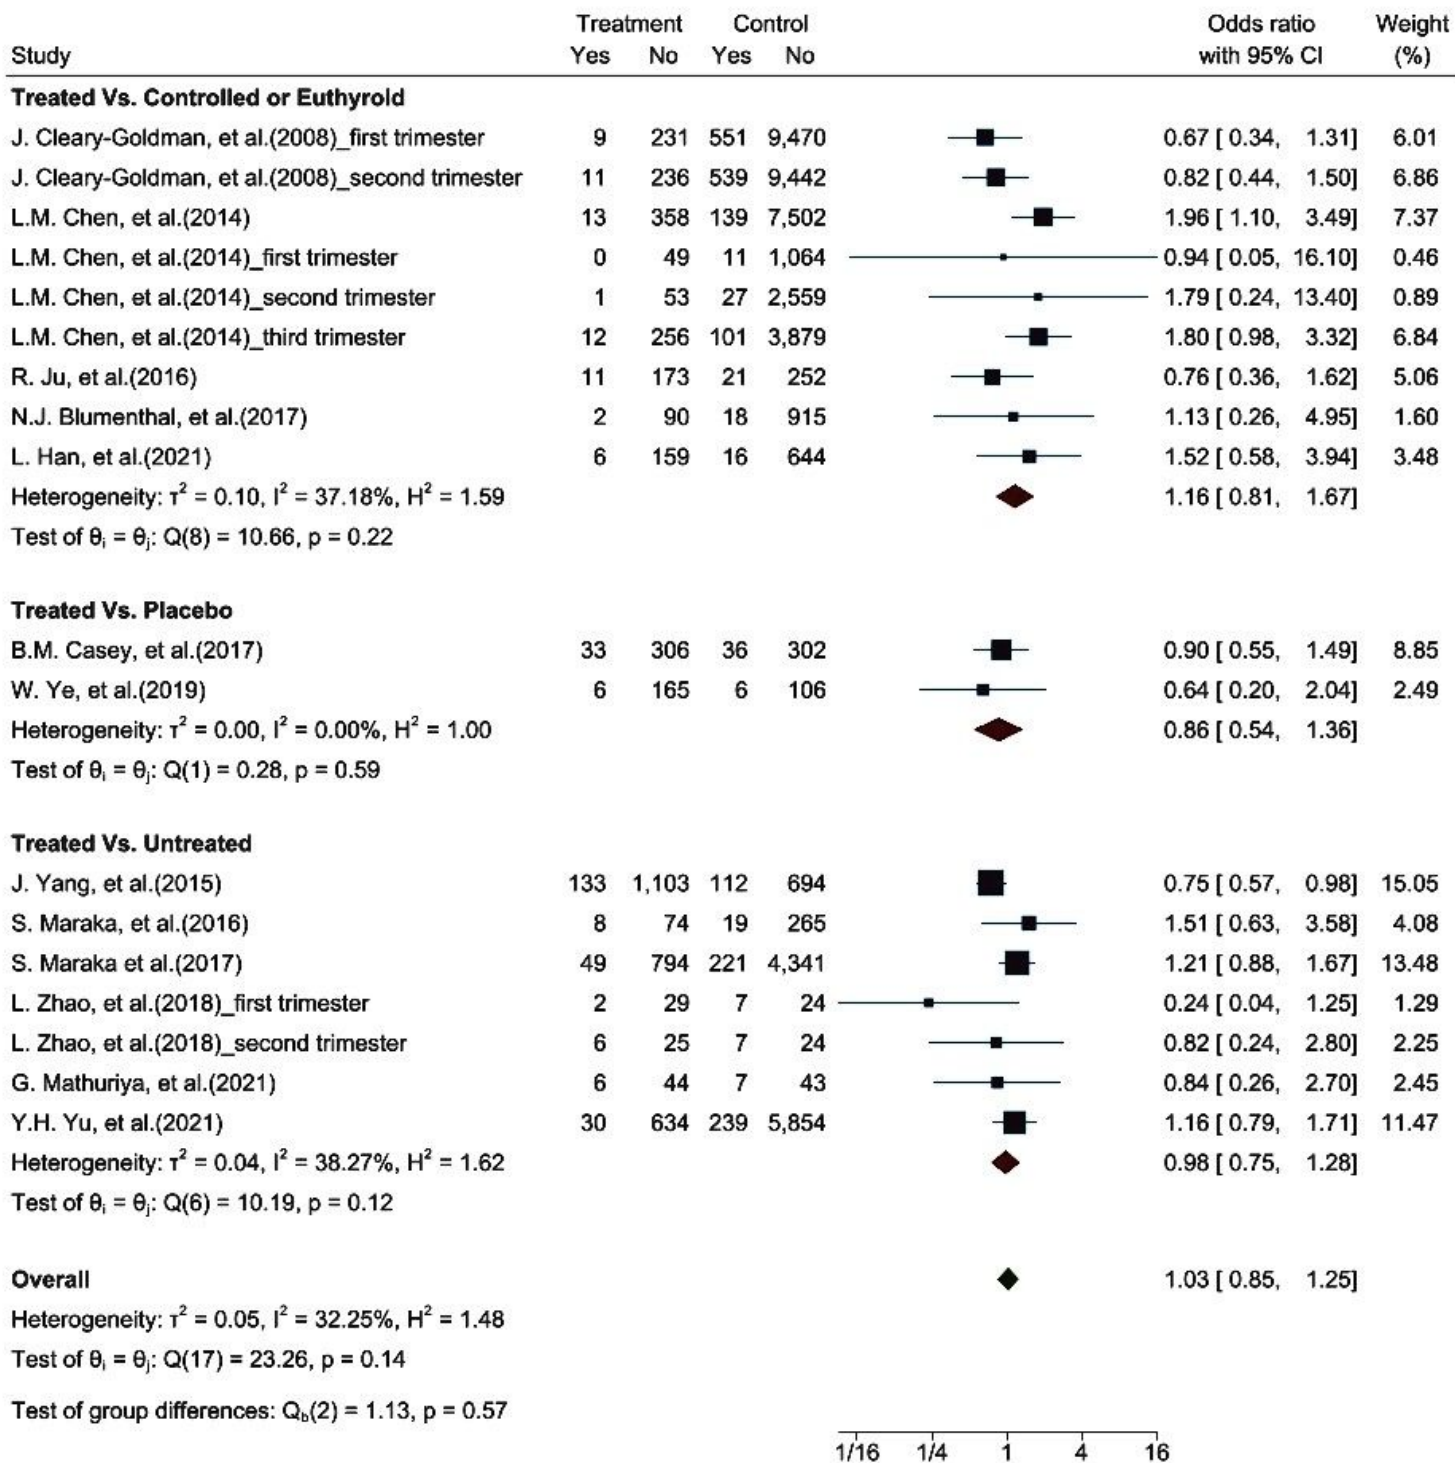 Treatment Control Odds ratio Weight
Study Yes No Yes No with 95% CI (%)
Treated Vs. Controlled or Euthyroid
J. Cleary-Goldman, et al.(2008)_first trimester 9 231 551 9,470 0.67 [ 0.34, 1.31] 6.01
J. Cleary-Goldman, et al.(2008)_second trimester 11 236 539 9,442 0.82 [ 0.44, 1.50] 6.86
L.M. Chen, et al.(2014) 13 358 139 7,502 1.96 [ 1.10, 3.49] 7.37
L.M. Chen, et al.(2014)_first trimester 0 49 11 1,064 0.94 [ 0.05, 16.10] 0.46
L.M. Chen, et al.(2014)_second trimester 1 53 27 2,559 1.79 [ 0.24, 13.40] 0.89
L.M. Chen, et al.(2014)_third trimester 12 256 101 3,879 1.80 [ 0.98, 3.32] 6.84
R. Ju, et al.(2016) 11 173 21 252 0.76 [ 0.36, 1.62] 5.06
N.J. Blumenthal, et al.(2017) 2 90 18 915 1.13 [ 0.26, 4.95] 1.60
L. Han, et al.(2021) 6 159 16 644 1.52 [ 0.58, 3.94] 3.48
Heterogeneity: τ² = 0.10, I² = 37.18%, H² = 1.59 1.16 [ 0.81, 1.67]
Test of θᵢ = θⱼ: Q(8) = 10.66, p = 0.22
Treated Vs. Placebo
B.M. Casey, et al.(2017) 33 306 36 302 0.90 [ 0.55, 1.49] 8.85
W. Ye, et al.(2019) 6 165 6 106 0.64 [ 0.20, 2.04] 2.49
Heterogeneity: τ² = 0.00, I² = 0.00%, H² = 1.00 0.86 [ 0.54, 1.36]
Test of θᵢ = θⱼ: Q(1) = 0.28, p = 0.59
Treated Vs. Untreated
J. Yang, et al.(2015) 133 1,103 112 694 0.75 [ 0.57, 0.98] 15.05
S. Maraka, et al.(2016) 8 74 19 265 1.51 [ 0.63, 3.58] 4.08
S. Maraka et al.(2017) 49 794 221 4,341 1.21 [ 0.88, 1.67] 13.48
L. Zhao, et al.(2018)_first trimester 2 29 7 24 0.24 [ 0.04, 1.25] 1.29
L. Zhao, et al.(2018)_second trimester 6 25 7 24 0.82 [ 0.24, 2.80] 2.25
G. Mathuriya, et al.(2021) 6 44 7 43 0.84 [ 0.26, 2.70] 2.45
Y.H. Yu, et al.(2021) 30 634 239 5,854 1.16 [ 0.79, 1.71] 11.47
Heterogeneity: τ² = 0.04, I² = 38.27%, H² = 1.62 0.98 [ 0.75, 1.28]
Test of θᵢ = θⱼ: Q(6) = 10.19, p = 0.12
Overall 1.03 [ 0.85, 1.25]
Heterogeneity: τ² = 0.05, I² = 32.25%, H² = 1.48
Test of θᵢ = θⱼ: Q(17) = 23.26, p = 0.14
Test of group differences: Q_b(2) = 1.13, p = 0.57
1/16 1/4 1 4 16